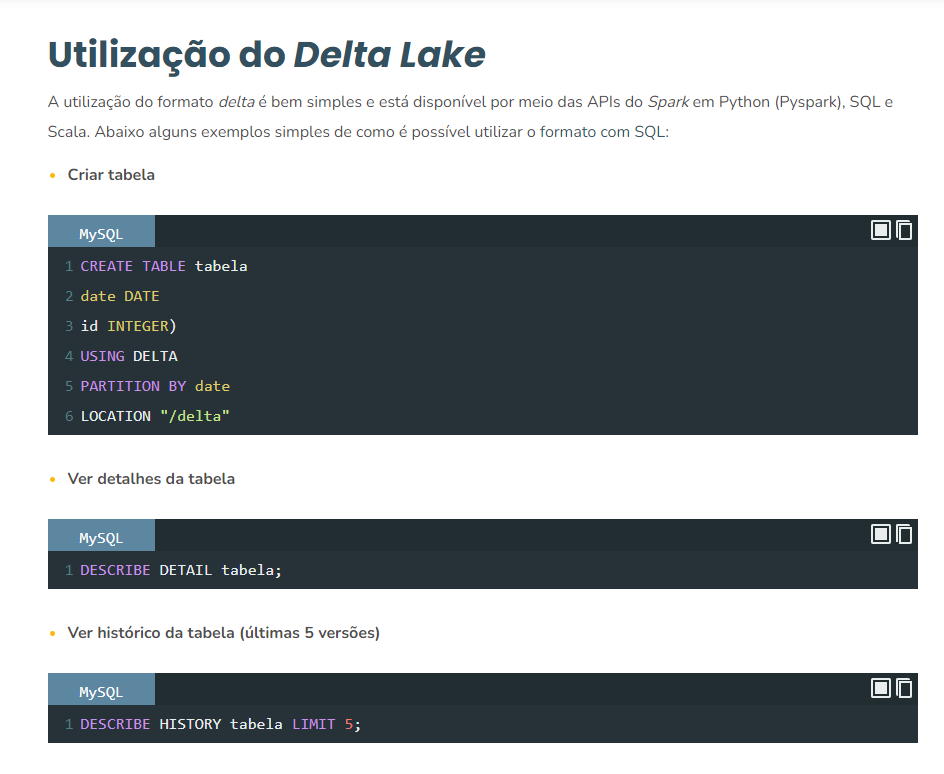 Utilização do Delta Lake
A utilização do formato delta é bem simples e está disponível por meio das APIs do Spark em Python (Pyspark), SQL e
Scala. Abaixo alguns exemplos simples de como é possível utilizar o formato com SQL:
• Criar tabela
MySQL
1 CREATE TABLE tabela
2 date DATE
3 id INTEGER)
4 USING DELTA
5 PARTITION BY date
6 LOCATION "/delta"
• Ver detalhes da tabela
MySQL
1 DESCRIBE DETAIL tabela;
• Ver histórico da tabela (últimas 5 versões)
MySQL
1 DESCRIBE HISTORY tabela LIMIT 5;